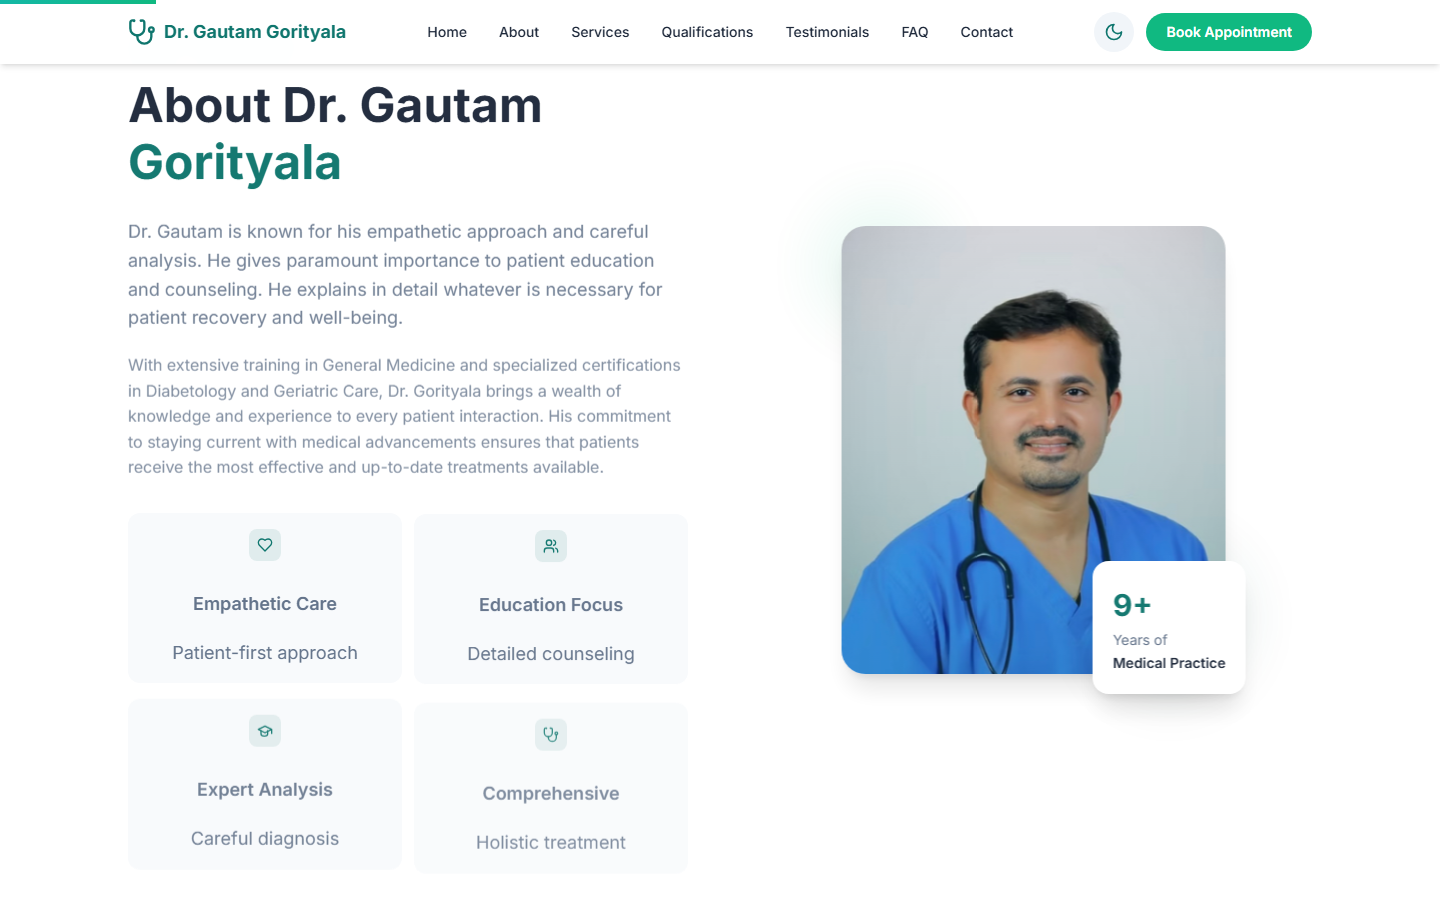 Dr. Gautam Gorityala
Home
About
Services
Qualifications
Testimonials
FAQ
Contact
Book Appointment
About Dr. Gautam
Gorityala
Dr. Gautam is known for his empathetic approach and careful
analysis. He gives paramount importance to patient education
and counseling. He explains in detail whatever is necessary for
patient recovery and well-being.
With extensive training in General Medicine and specialized certifications
in Diabetology and Geriatric Care, Dr. Gorityala brings a wealth of
knowledge and experience to every patient interaction. His commitment
to staying current with medical advancements ensures that patients
receive the most effective and up-to-date treatments available.
Empathetic Care
Patient-first approach
Education Focus
Detailed counseling
Expert Analysis
Careful diagnosis
Comprehensive
Holistic treatment
9+
Years of
Medical Practice